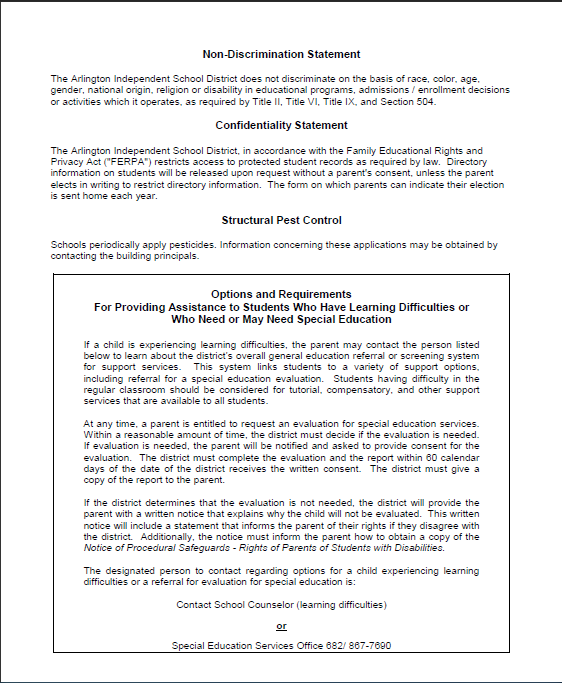 Non-Discrimination Statement
The Arlington Independent School District does not discriminate on the basis of race, color, age,
gender, national origin, religion or disability in educational programs, admissions / enrollment decisions
or activities which it operates, as required by Title II, Title VI, Title IX, and Section 504.
Confidentiality Statement
The Arlington Independent School District, in accordance with the Family Educational Rights and
Privacy Act ("FERPA") restricts access to protected student records as required by law.  Directory
information on students will be released upon request without a parent's consent, unless the parent
elects in writing to restrict directory information.  The form on which parents can indicate their election
is sent home each year.
Structural Pest Control
Schools periodically apply pesticides. Information concerning these applications may be obtained by
contacting the building principals.
Options and Requirements
For Providing Assistance to Students Who Have Learning Difficulties or
Who Need or May Need Special Education
If a child is experiencing learning difficulties, the parent may contact the person listed
below to learn about the district's overall general education referral or screening system
for support services.  This system links students to a variety of support options,
including referral for a special education evaluation.  Students having difficulty in the
regular classroom should be considered for tutorial, compensatory, and other support
services that are available to all students.
At any time, a parent is entitled to request an evaluation for special education services.
Within a reasonable amount of time, the district must decide if the evaluation is needed.
If evaluation is needed, the parent will be notified and asked to provide consent for the
evaluation.  The district must complete the evaluation and the report within 60 calendar
days of the date of the district receives the written consent.  The district must give a
copy of the report to the parent.
If the district determines that the evaluation is not needed, the district will provide the
parent with a written notice that explains why the child will not be evaluated.  This written
notice will include a statement that informs the parent of their rights if they disagree with
the district.  Additionally, the notice must inform the parent how to obtain a copy of the
Notice of Procedural Safeguards - Rights of Parents of Students with Disabilities.
The designated person to contact regarding options for a child experiencing learning
difficulties or a referral for evaluation for special education is:
Contact School Counselor (learning difficulties)
or
Special Education Services Office 682/ 867-7690